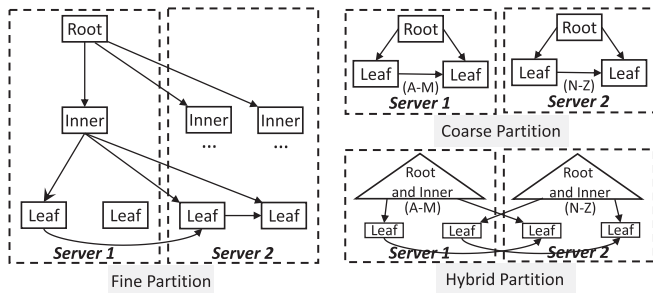 Root
Inner
Inner
Inner
...
...
Leaf
Leaf
Leaf
Leaf
Server 1
Server 2
Fine Partition
Root
Root
Leaf
Leaf
Leaf
Leaf
(A-M)
(N-Z)
Server 1
Server 2
Coarse Partition
Root
and Inner
(A-M)
Root
and Inner
(N-Z)
Leaf
Leaf
Leaf
Leaf
Server 1
Server 2
Hybrid Partition